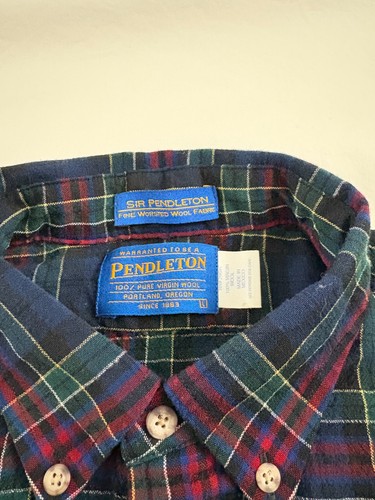 SIR PENDLETON
FINE WORSTED WOOL FABRIC
WARRANTED TO BE A
PENDLETON
100% PURE VIRGIN WOOL
PORTLAND, OREGON
SINCE 1863
L